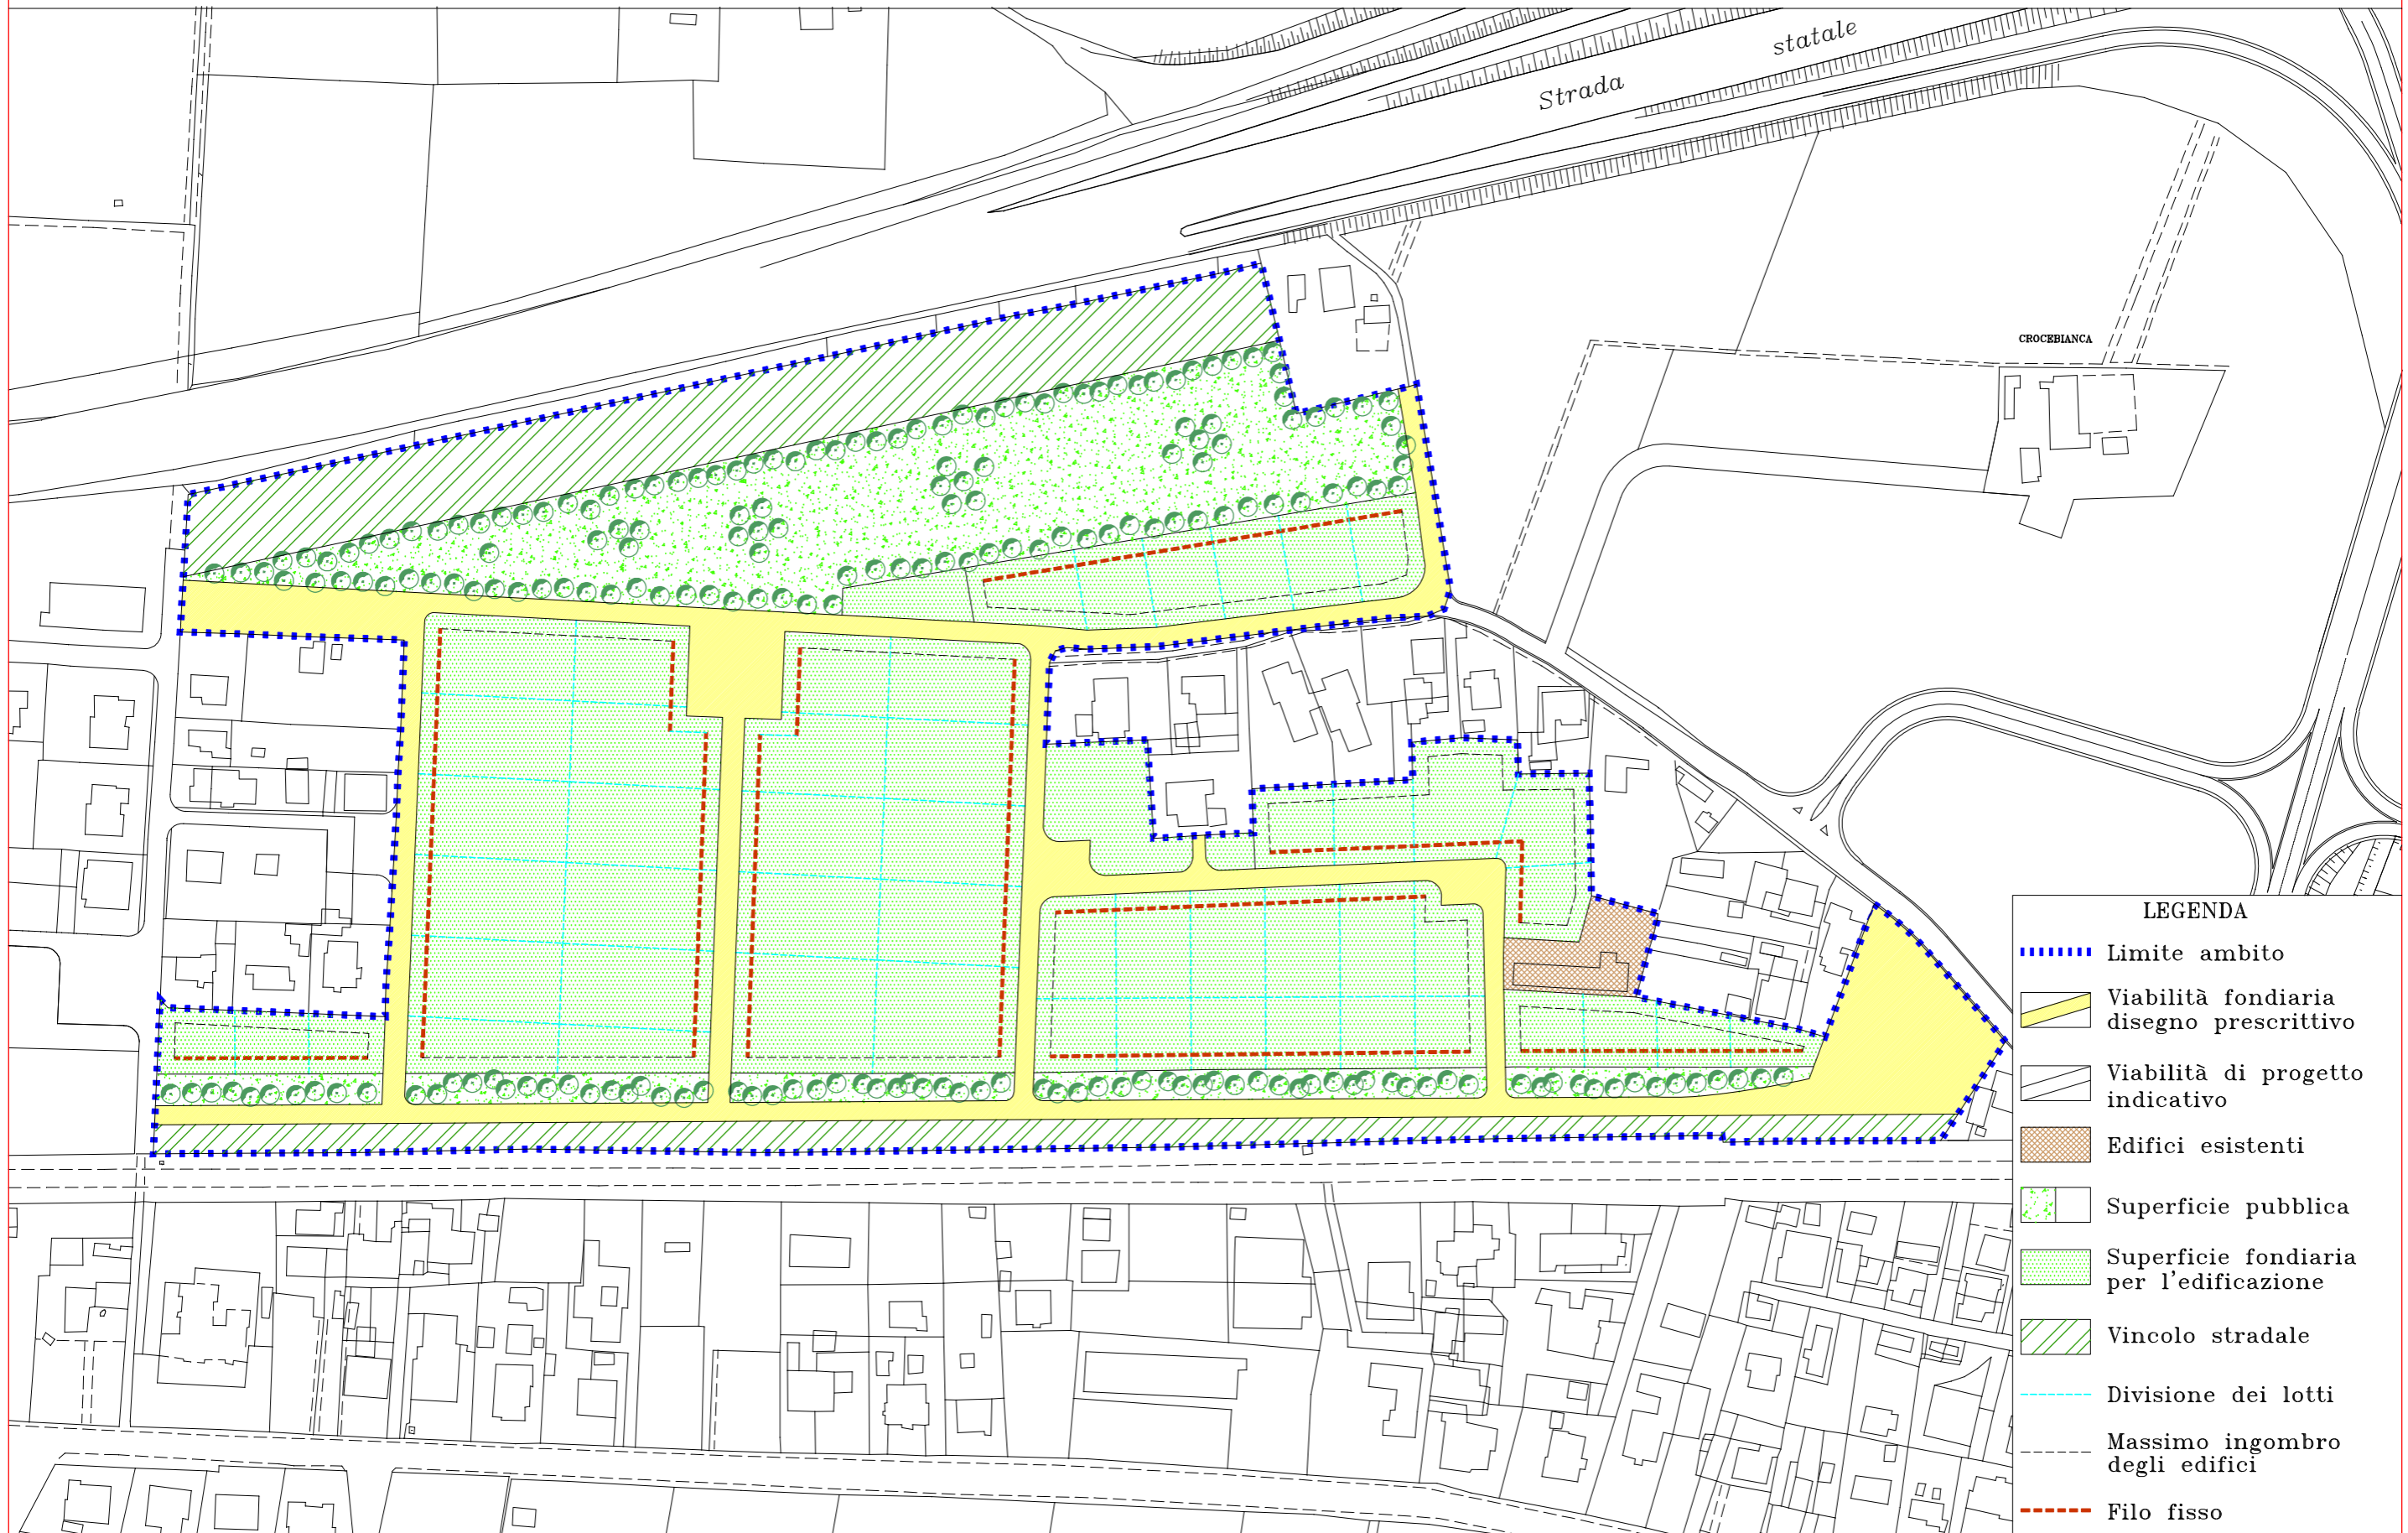 statale
Strada
CROCEBIANCA
LEGENDA
Limite ambito
Viabilità fondiaria
disegno prescrittivo
Viabilità di progetto
indicativo
Edifici esistenti
Superficie pubblica
Superficie fondiaria
per l'edificazione
Vincolo stradale
Divisione dei lotti
Massimo ingombro
degli edifici
Filo fisso